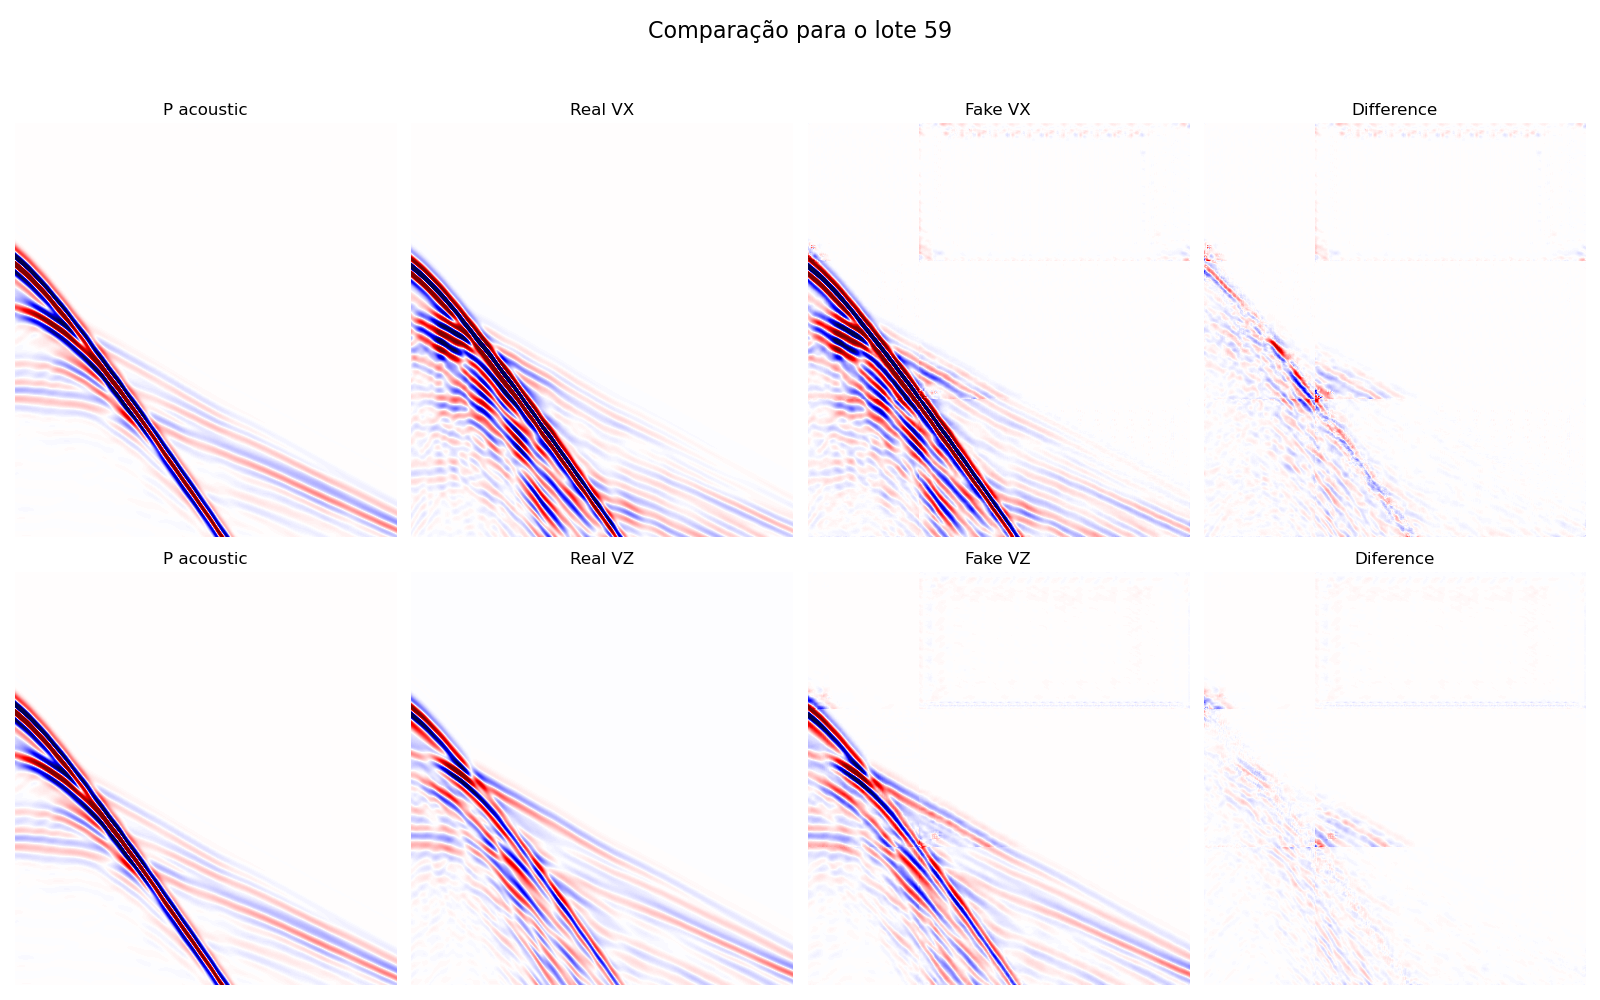 Comparação para o lote 59
P acoustic
Real VX
Fake VX
Difference
P acoustic
Real VZ
Fake VZ
Diference